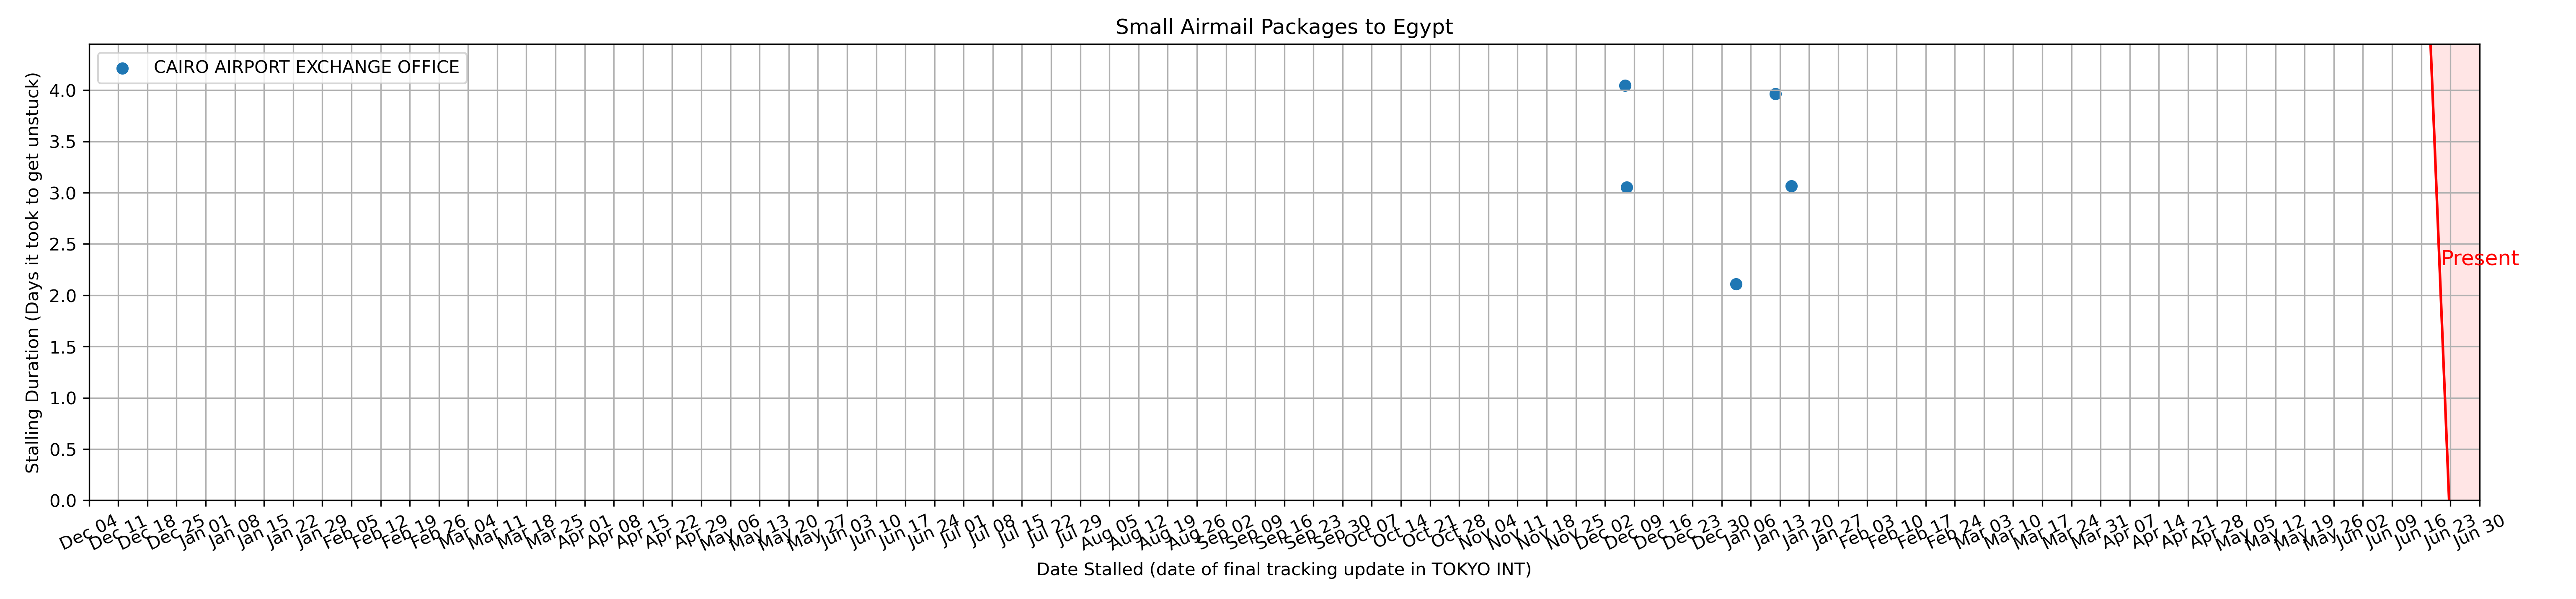 Small Airmail Packages to Egypt
CAIRO AIRPORT EXCHANGE OFFICE
Stalling Duration (Days it took to get unstuck)
4.0
3.5
3.0
2.5
2.0
1.5
1.0
0.5
0.0
Present
Dec 04
Dec 11
Dec 18
Dec 25
Jan 01
Jan 08
Jan 15
Jan 22
Jan 29
Feb 05
Feb 12
Feb 19
Feb 26
Mar 04
Mar 11
Mar 18
Mar 25
Apr 01
Apr 08
Apr 15
Apr 22
Apr 29
May 06
May 13
May 20
May 27
Jun 03
Jun 10
Jun 17
Jun 24
Jul 01
Jul 08
Jul 15
Jul 22
Jul 29
Aug 05
Aug 12
Aug 19
Aug 26
Sep 02
Sep 09
Sep 16
Sep 23
Sep 30
Oct 07
Oct 14
Oct 21
Oct 28
Nov 04
Nov 11
Nov 18
Nov 25
Dec 02
Dec 09
Dec 16
Dec 23
Dec 30
Jan 06
Jan 13
Jan 20
Jan 27
Feb 03
Feb 10
Feb 17
Feb 24
Mar 03
Mar 10
Mar 17
Mar 24
Mar 31
Apr 07
Apr 14
Apr 21
Apr 28
May 05
May 12
May 19
May 26
Jun 02
Jun 09
Jun 16
Jun 23
Jun 30
Date Stalled (date of final tracking update in TOKYO INT)